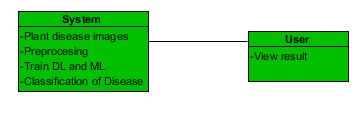 System
-Plant disease images
-Preprocesing
-Train DL and ML
-Classification of Disease
User
-View result